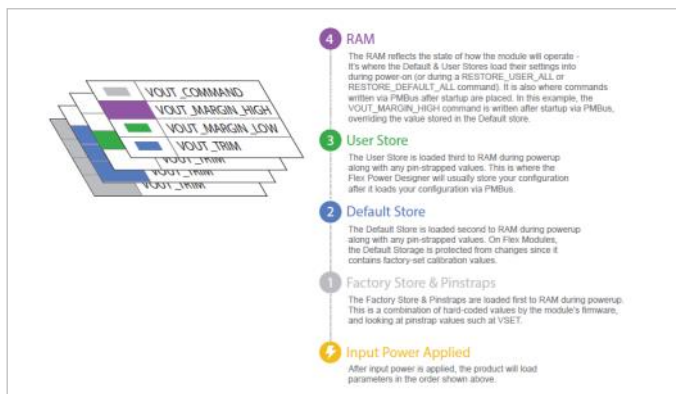 VOUT_COMMAND
VOUT_MARGIN_HIGH
VOUT_MARGIN_LOW
VOUT_TRIM
VOUT_TRIM
VOUT_TRIM
4 RAM
The RAM reflects the state of how the module will operate -
It's where the Default & User Stores load their settings into
during power-on (or during a RESTORE_USER_ALL or
RESTORE_DEFAULT_ALL command). It is also where commands
written via PMBus after startup are placed. In this example, the
VOUT_MARGIN_HIGH command is written after startup via PMBus,
overriding the value stored in the Default store.
3 User Store
The User Store is loaded third to RAM during powerup
along with any pin-strapped values. This is where the
Flex Power Designer will usually store your configuration
after it loads your configuration via PMBus.
2 Default Store
The Default Store is loaded second to RAM during powerup
along with any pin-strapped values. On Flex Modules,
the Default Storage is protected from changes since it
contains factory-set calibration values.
1 Factory Store & Pinstraps
The Factory Store & Pinstraps are loaded first to RAM during powerup.
This is a combination of hard-coded values by the module's firmware,
and looking at pinstrap values such at VSET.
Input Power Applied
After input power is applied, the product will load
parameters in the order shown above.